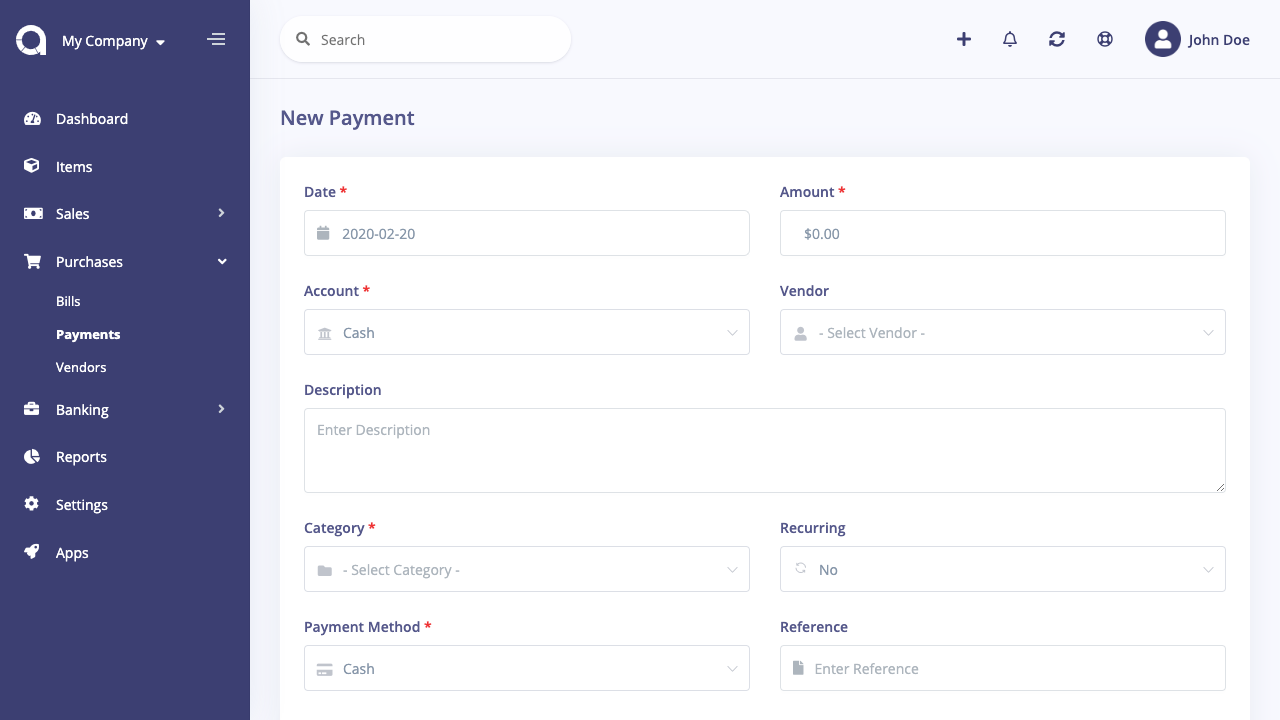 My Company
Search
John Doe
Dashboard
Items
Sales
Purchases
Bills
Payments
Vendors
Banking
Reports
Settings
Apps
New Payment
Date *
Amount *
2020-02-20
$0.00
Account *
Vendor
Cash
- Select Vendor -
Description
Enter Description
Category *
Recurring
- Select Category -
No
Payment Method *
Reference
Cash
Enter Reference